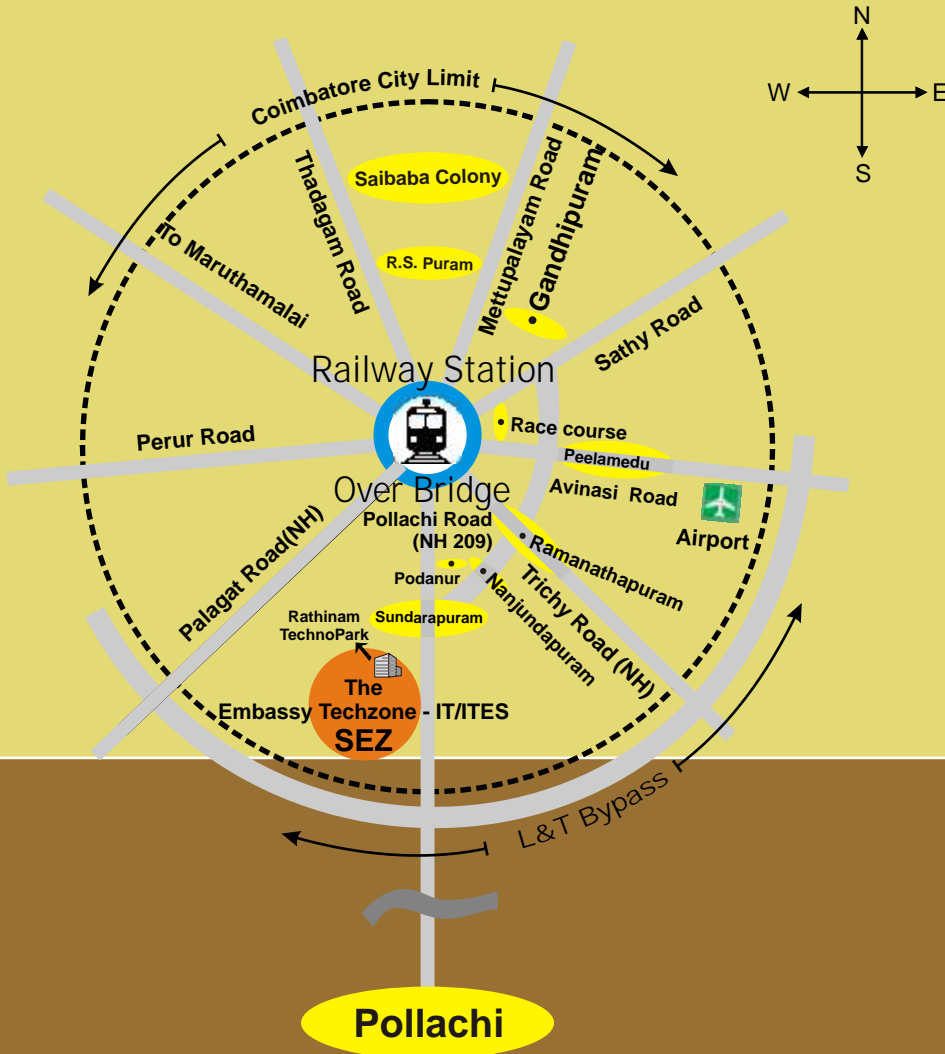 N
W
E
S
Coimbatore City Limit
Saibaba Colony
Thadagam Road
Mettupalayam Road
Gandhipuram
To Maruthamalai
R.S. Puram
Sathy Road
Railway Station
Race course
Perur Road
Peelamedu
Over Bridge
Avinasi Road
Airport
Pollachi Road
(NH 209)
Palagat Road(NH)
Ramanathapuram
Podanur
Nanjundapuram
Trichy Road (NH)
Rathinam
TechnoPark
Sundarapuram
The
Embassy Techzone - IT/ITES
SEZ
L&T Bypass
Pollachi